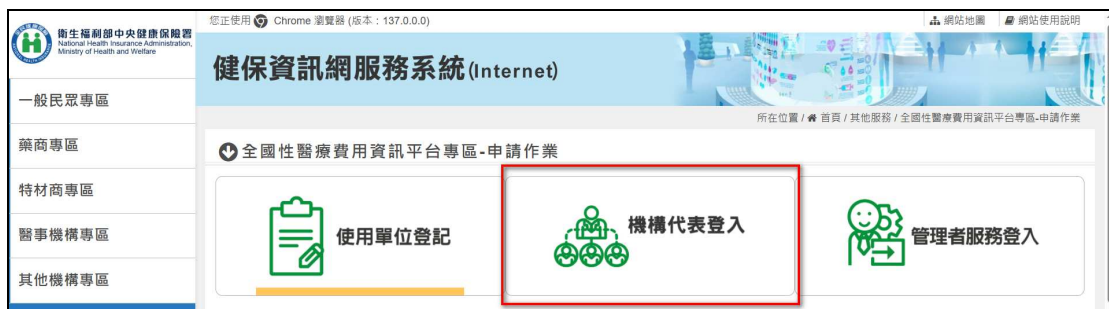 您正使用 Chrome 瀏覽器 (版本：137.0.0.0)
網站地圖 網站使用說明
衛生福利部中央健康保險署
National Health Insurance Administration,
Ministry of Health and Welfare
健保資訊網服務系統(Internet)
一般民眾專區
所在位置 / 首頁 / 其他服務 / 全國性醫療費用資訊平台專區-申請作業
藥商專區
全國性醫療費用資訊平台專區-申請作業
特材商專區
醫事機構專區
其他機構專區
使用單位登記
機構代表登入
管理者服務登入